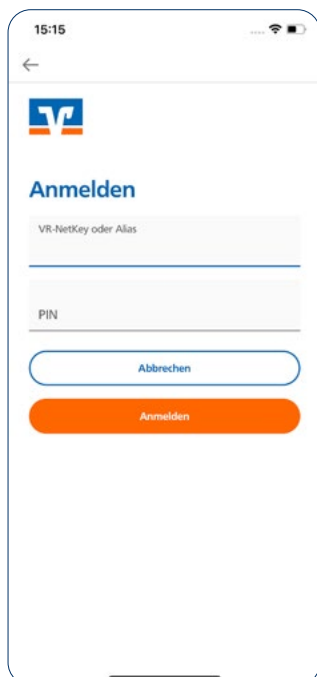 15:15
Anmelden
VR-NetKey oder Alias
PIN
Abbrechen
Anmelden